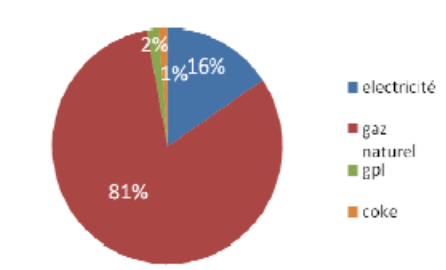 2%
1%
16%
81%
electricité
gaz
naturel
gpl
coke